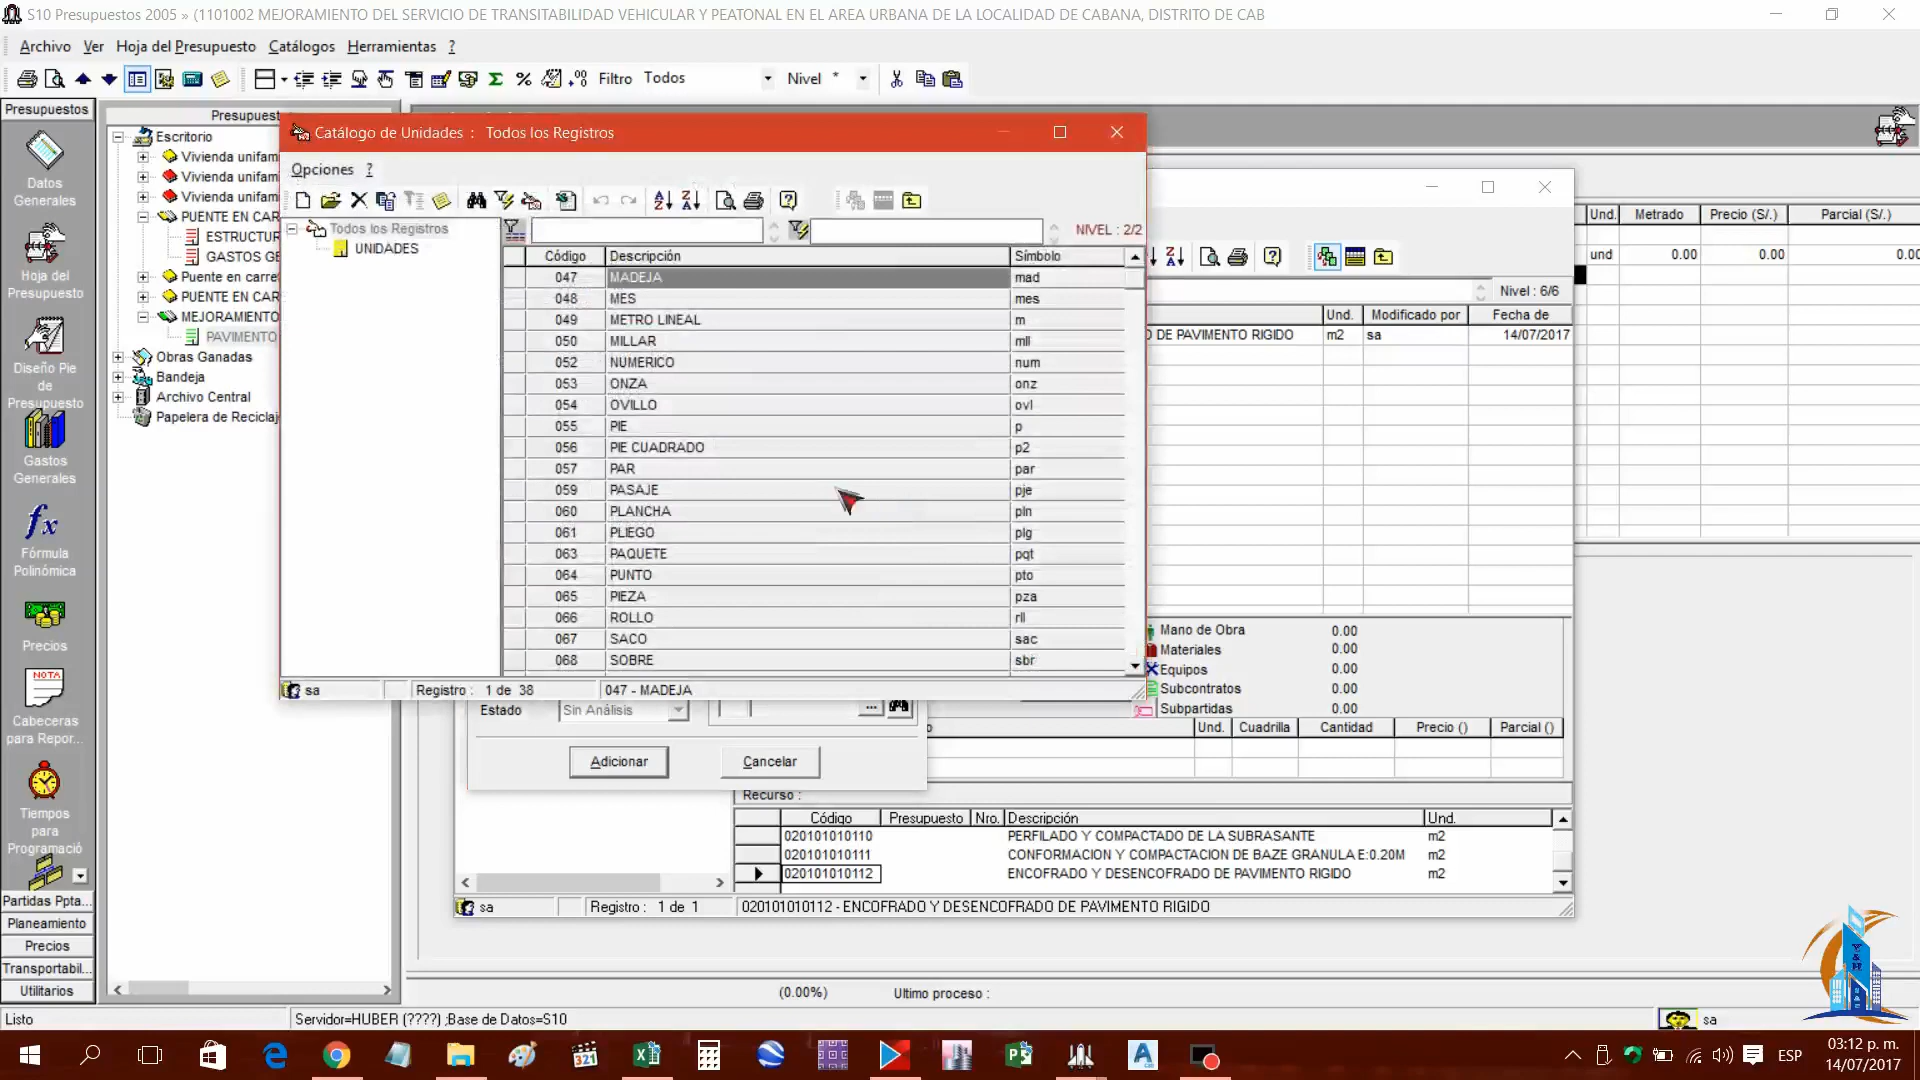 S10 Presupuestos 2005 » (1101002 MEJORAMIENTO DEL SERVICIO DE TRANSITABILIDAD VEHICULAR Y PEATONAL EN EL AREA URBANA DE LA LOCALIDAD DE CABANA, DISTRITO DE CAB
Archivo Ver Hoja del Presupuesto Catálogos Herramientas ?
Filtro Todos Nivel *
Presupuestos
Datos Generales
Hoja del Presupuesto
Diseño Pie de Presupuesto
Gastos Generales
Fórmula Polinómica
Precios
NOTA
Cabeceras para Repor...
Tiempos para Programació
Partidas Ppta...
Planeamiento
Precios
Transportabil...
Utilitarios
Presupuest
Escritorio
Vivienda unifam
Vivienda unifam
Vivienda unifam
PUENTE EN CAR
ESTRUCTUR
GASTOS GE
Puente en carre
PUENTE EN CAR
MEJORAMIENTO
PAVIMENTO
Obras Ganadas
Bandeja
Archivo Central
Papelera de Reciclaj
Catálogo de Unidades : Todos los Registros
Opciones ?
Todos los Registros
UNIDADES
NIVEL : 2/2
Código Descripción Símbolo
047 MADEJA mad
048 MES mes
049 METRO LINEAL m
050 MILLAR mll
052 NUMERICO num
053 ONZA onz
054 OVILLO ovl
055 PIE p
056 PIE CUADRADO p2
057 PAR par
059 PASAJE pje
060 PLANCHA pln
061 PLIEGO plg
063 PAQUETE pqt
064 PUNTO pto
065 PIEZA pza
066 ROLLO rll
067 SACO sac
068 SOBRE sbr
sa Registro : 1 de 38 047 - MADEJA
Und. Metrado Precio (S/.) Parcial (S/.)
und 0.00 0.00 0.00
Nivel : 6/6
Und. Modificado por Fecha de
DE PAVIMENTO RIGIDO m2 sa 14/07/2017
Mano de Obra 0.00
Materiales 0.00
Equipos 0.00
Subcontratos 0.00
Subpartidas 0.00
Und. Cuadrilla Cantidad Precio () Parcial ()
Estado Sin Análisis ...
Adicionar Cancelar
Recurso :
Código Presupuesto Nro. Descripción Und.
020101010110 PERFILADO Y COMPACTADO DE LA SUBRASANTE m2
020101010111 CONFORMACION Y COMPACTACION DE BAZE GRANULA E:0.20M m2
020101010112 ENCOFRADO Y DESENCOFRADO DE PAVIMENTO RIGIDO m2
sa Registro : 1 de 1 020101010112 - ENCOFRADO Y DESENCOFRADO DE PAVIMENTO RIGIDO
(0.00%) Ultimo proceso :
Listo Servidor=HUBER (????) ;Base de Datos=S10 sa
ESP 03:12 p. m.
14/07/2017